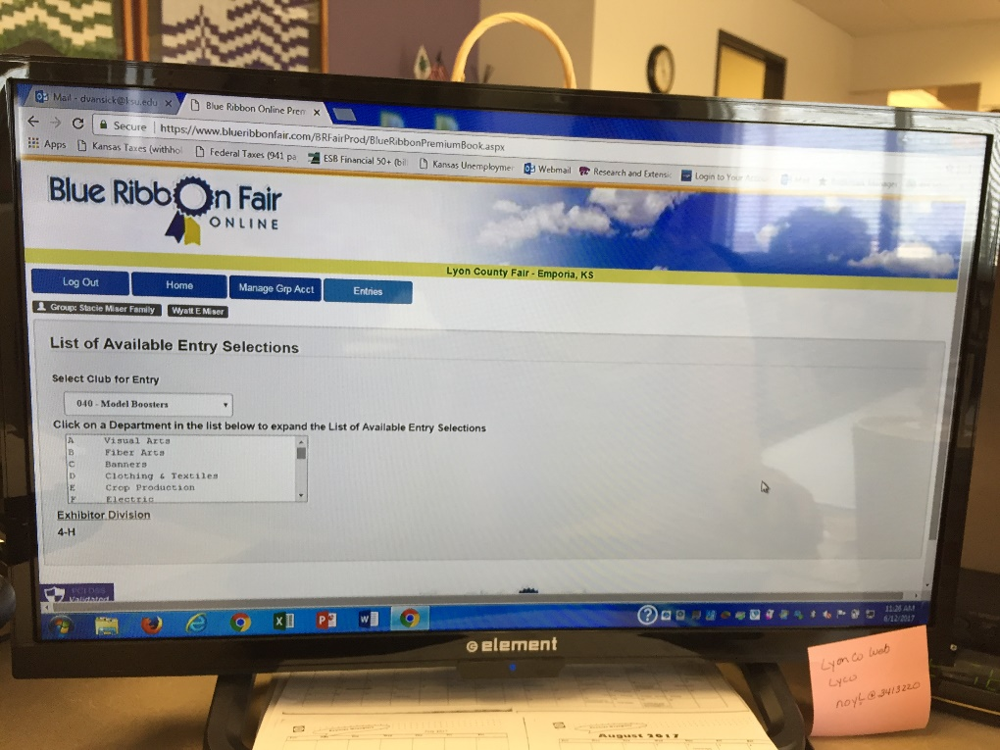 Mail - dvansick@ksu.edu
Blue Ribbon Online Prem
Secure https://www.blueribbonfair.com/BRFairProd/BlueRibbonPremiumBook.aspx
Apps Kansas Taxes (withhol Federal Taxes (941 pa ESB Financial 50+ (bil Kansas Unemployme Webmail Research and Extensi Login to Your
Blue Ribbon Fair
ONLINE
Lyon County Fair - Emporia, KS
Log Out Home Manage Grp Acct Entries
Group: Stacie Miser Family Wyatt E Miser
List of Available Entry Selections
Select Club for Entry
040 - Model Boosters
Click on a Department in the list below to expand the List of Available Entry Selections
A Visual Arts
B Fiber Arts
C Banners
D Clothing & Textiles
E Crop Production
F Electric
Exhibitor Division
4-H
PCI DSS
Validated
11:26 AM
6/12/2017
element
Lyon Co Web
Lyco
August 2017